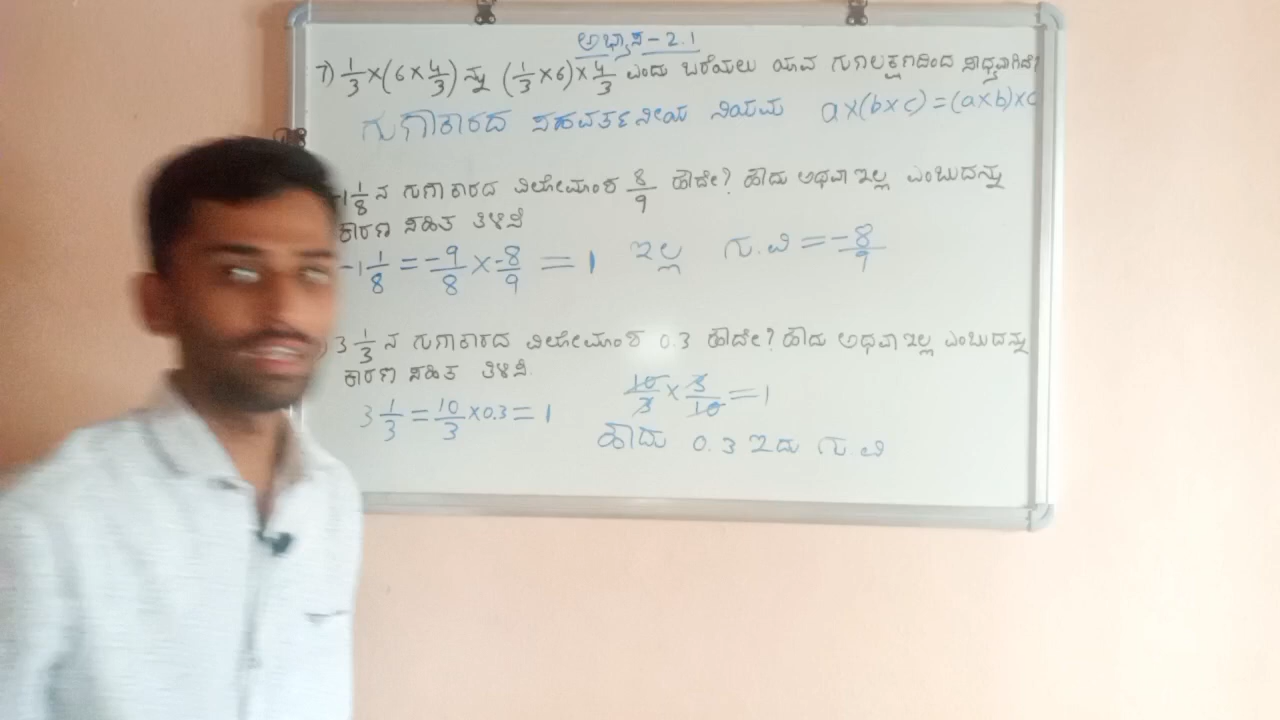 ಅಭ್ಯಾಸ - 2.1
7) 1/3 × (6 × 4/3) ನ್ನು (1/3 × 6) × 4/3 ಎಂದು ಬರೆಯಲು ಯಾವ ಗುಣಲಕ್ಷಣದಿಂದ ಸಾಧ್ಯವಾಗಿದೆ?
ಗುಣಾಕಾರದ ಸಹವರ್ತನೀಯ ನಿಯಮ a×(b×c)=(a×b)×c
-1 1/8 ನ ಗುಣಾಕಾರದ ವಿಲೋಮಾಂಶ 8/9 ಹೌದೇ? ಹೌದು ಅಥವಾ ಇಲ್ಲ ಎಂಬುದನ್ನು
ಕಾರಣ ಸಹಿತ ತಿಳಿಸಿ
-1 1/8 = -9/8 × -8/9 = 1 ಇಲ್ಲ ಗು.ವಿ = -8/9
3 1/3 ನ ಗುಣಾಕಾರದ ವಿಲೋಮಾಂಶ 0.3 ಹೌದೇ? ಹೌದು ಅಥವಾ ಇಲ್ಲ ಎಂಬುದನ್ನು
ಕಾರಣ ಸಹಿತ ತಿಳಿಸಿ.
3 1/3 = 10/3 × 0.3 = 1 10/3 × 3/10 = 1
ಹೌದು 0.3 ಇದು ಗು ವಿ